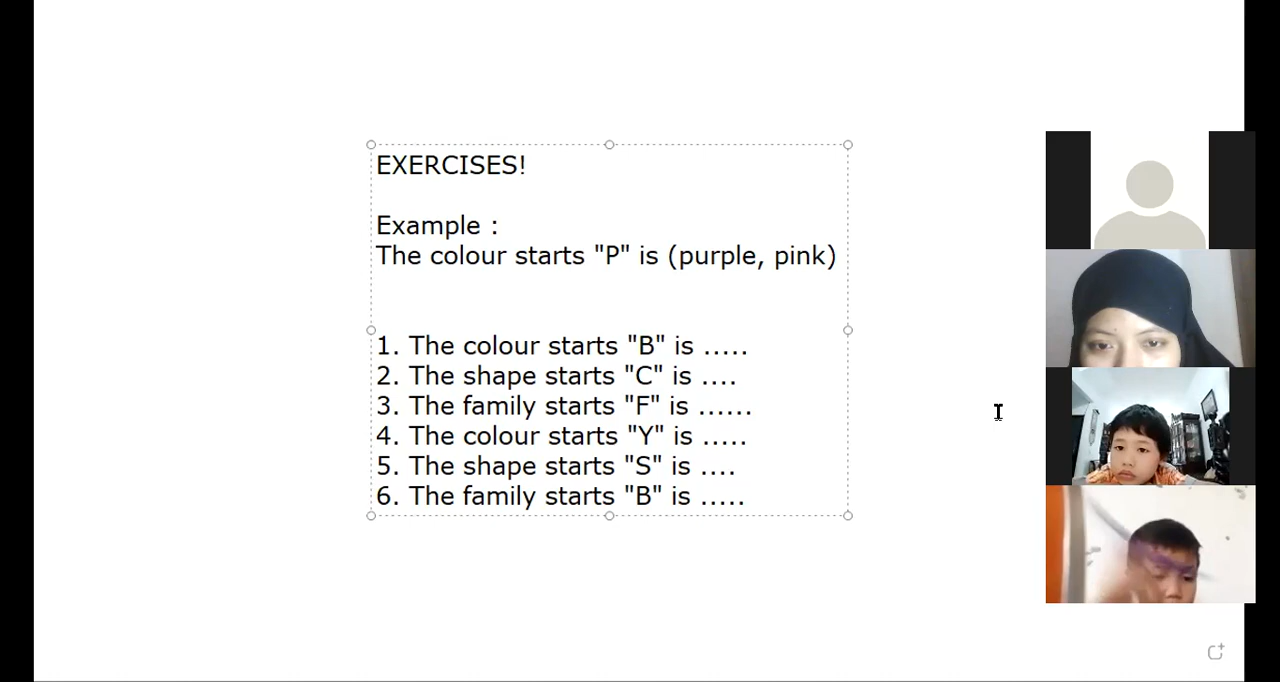 EXERCISES!
Example :
The colour starts "P" is (purple, pink)
1. The colour starts "B" is .....
2. The shape starts "C" is ....
3. The family starts "F" is ......
4. The colour starts "Y" is .....
5. The shape starts "S" is ....
6. The family starts "B" is .....